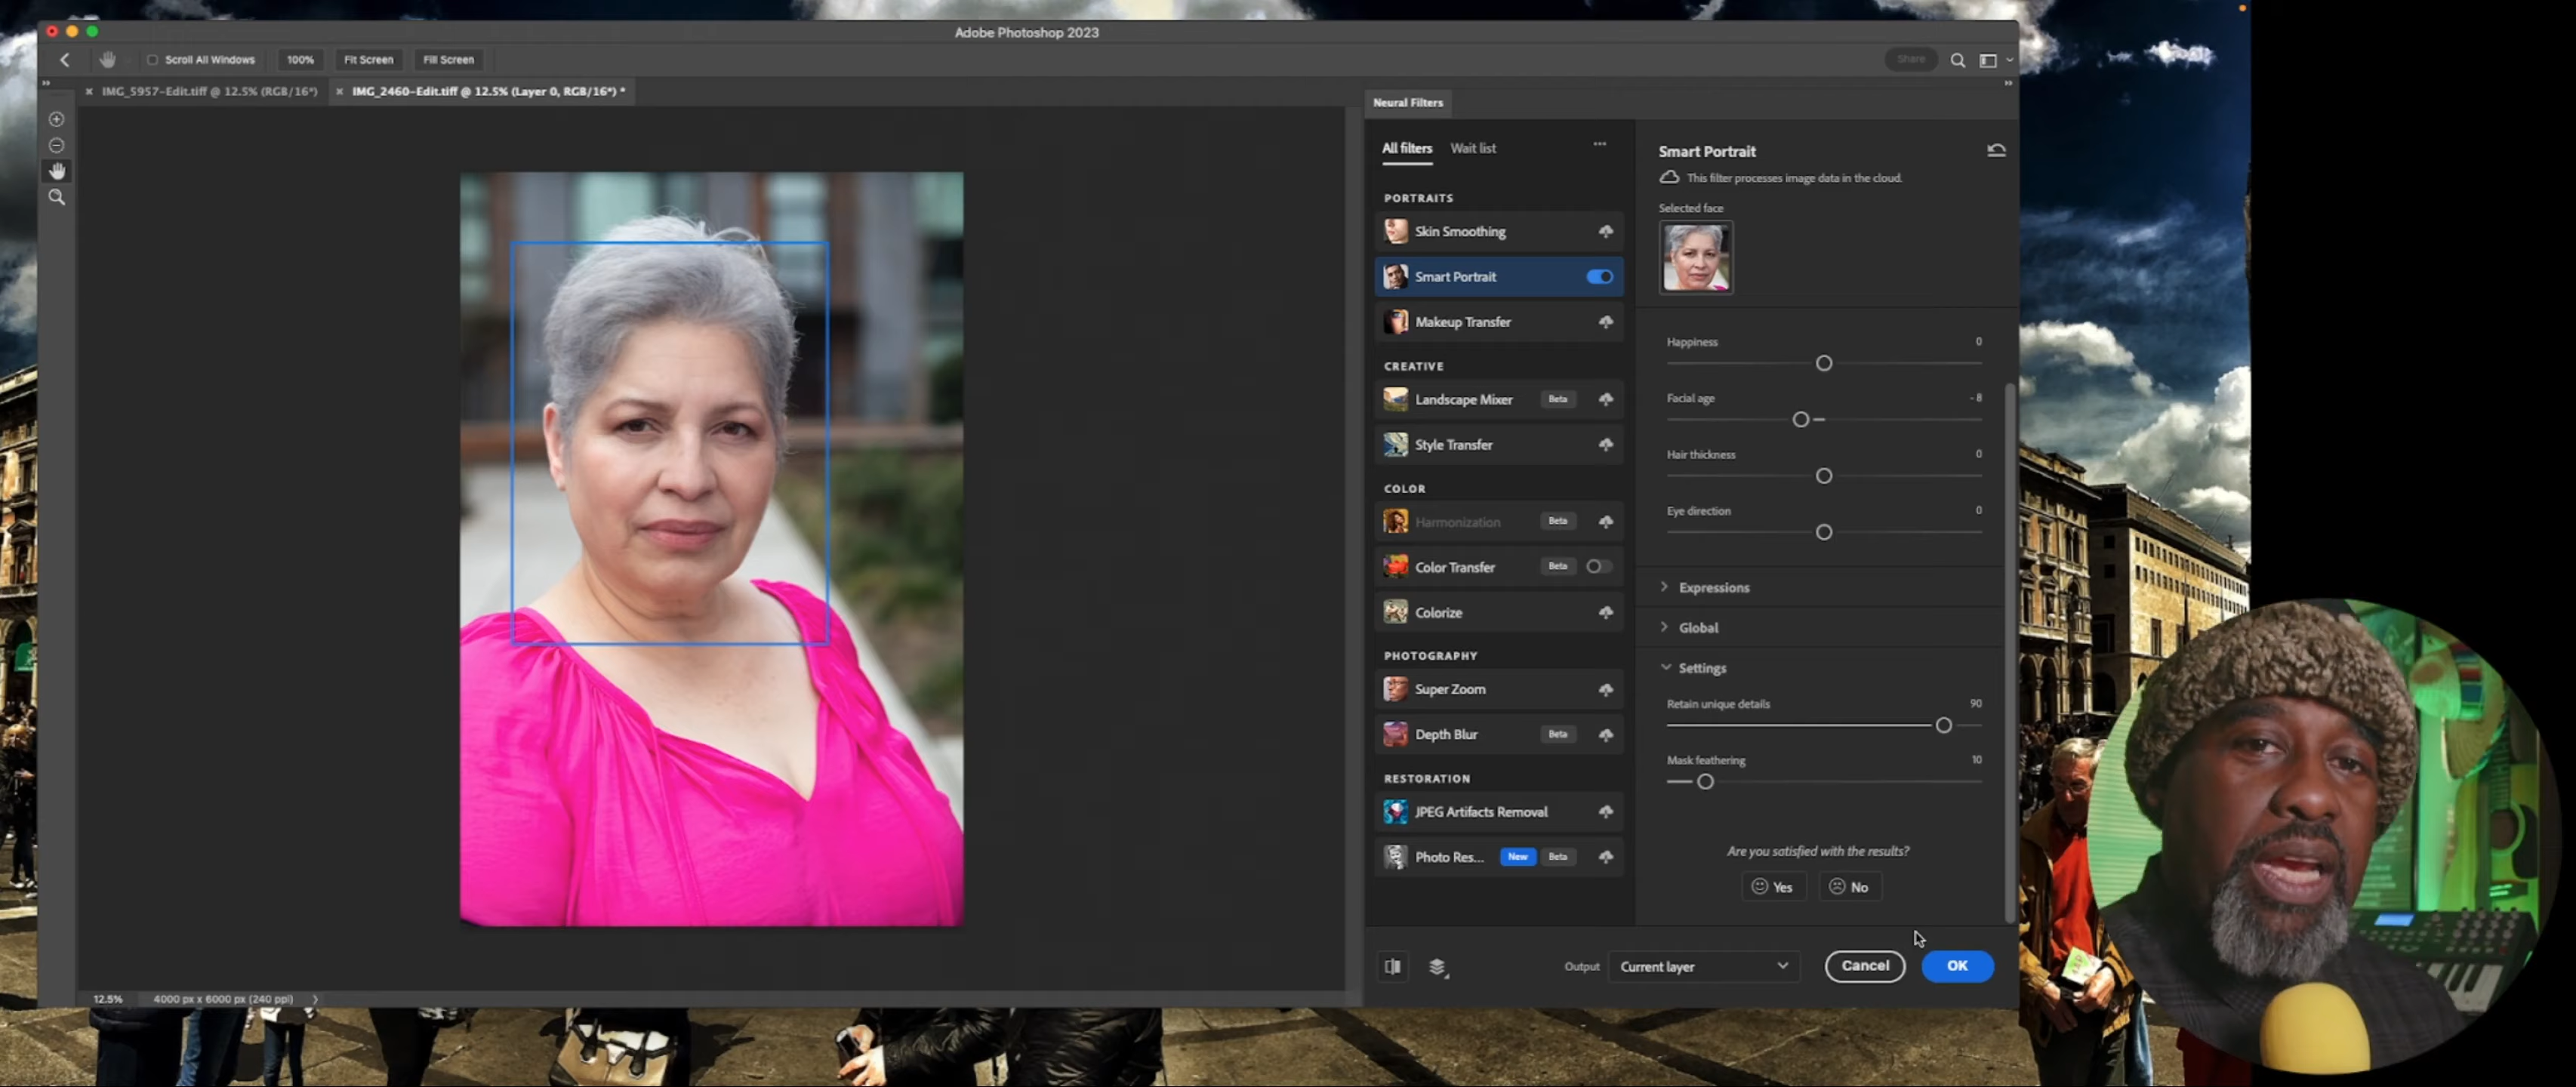 Adobe Photoshop 2023
Scroll All Windows
100%
Fit Screen
Fill Screen
Share
IMG_5957-Edit.tiff @ 12.5% (RGB/16*)
IMG_2460-Edit.tiff @ 12.5% (Layer 0, RGB/16*) *
Neural Filters
All filters
Wait list
PORTRAITS
Skin Smoothing
Smart Portrait
Makeup Transfer
CREATIVE
Landscape Mixer
Beta
Style Transfer
COLOR
Harmonization
Beta
Color Transfer
Beta
Colorize
PHOTOGRAPHY
Super Zoom
Depth Blur
Beta
RESTORATION
JPEG Artifacts Removal
Photo Res...
New
Beta
Smart Portrait
This filter processes image data in the cloud.
Selected face
Happiness
0
Facial age
- 8
Hair thickness
0
Eye direction
0
Expressions
Global
Settings
Retain unique details
90
Mask feathering
10
Are you satisfied with the results?
Yes
No
Output
Current layer
Cancel
OK
12.5%
4000 px x 6000 px (240 ppi)